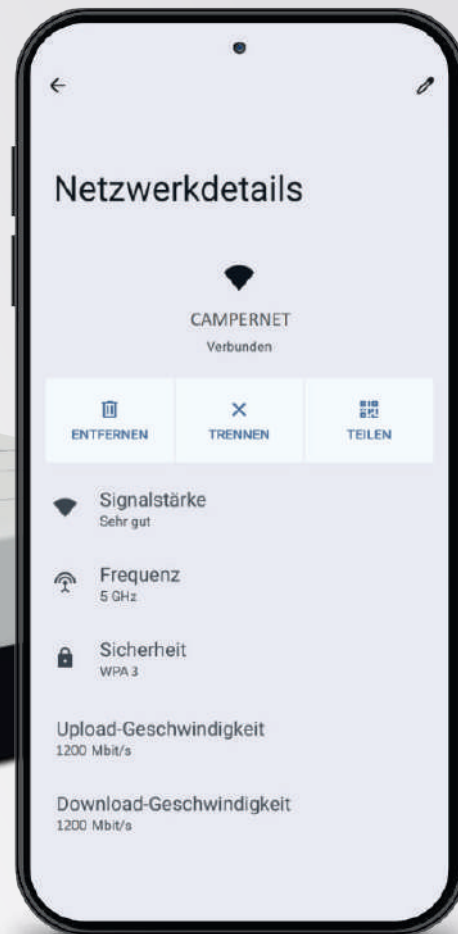 Netzwerkdetails
CAMPERNET
Verbunden
ENTFERNEN
TRENNEN
TEILEN
Signalstärke
Sehr gut
Frequenz
5 GHz
Sicherheit
WPA 3
Upload-Geschwindigkeit
1200 Mbit/s
Download-Geschwindigkeit
1200 Mbit/s